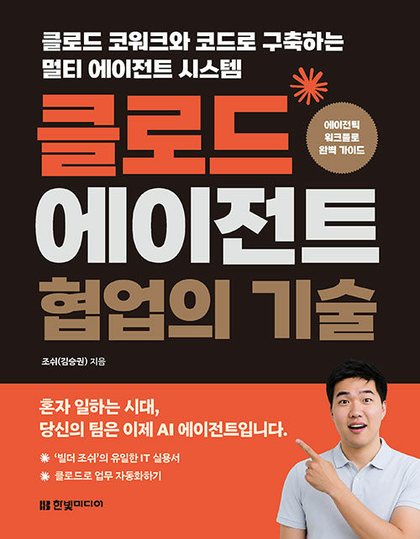 클로드 코워크와 코드로 구축하는
멀티 에이전트 시스템
클로드
에이전틱
워크플로
완벽 가이드
에이전트
협업의 기술
조쉬(김승권) 지음
혼자 일하는 시대,
당신의 팀은 이제 AI 에이전트입니다.
‘빌더 조쉬’의 유일한 IT 실용서
클로드로 업무 자동화하기
한빛미디어